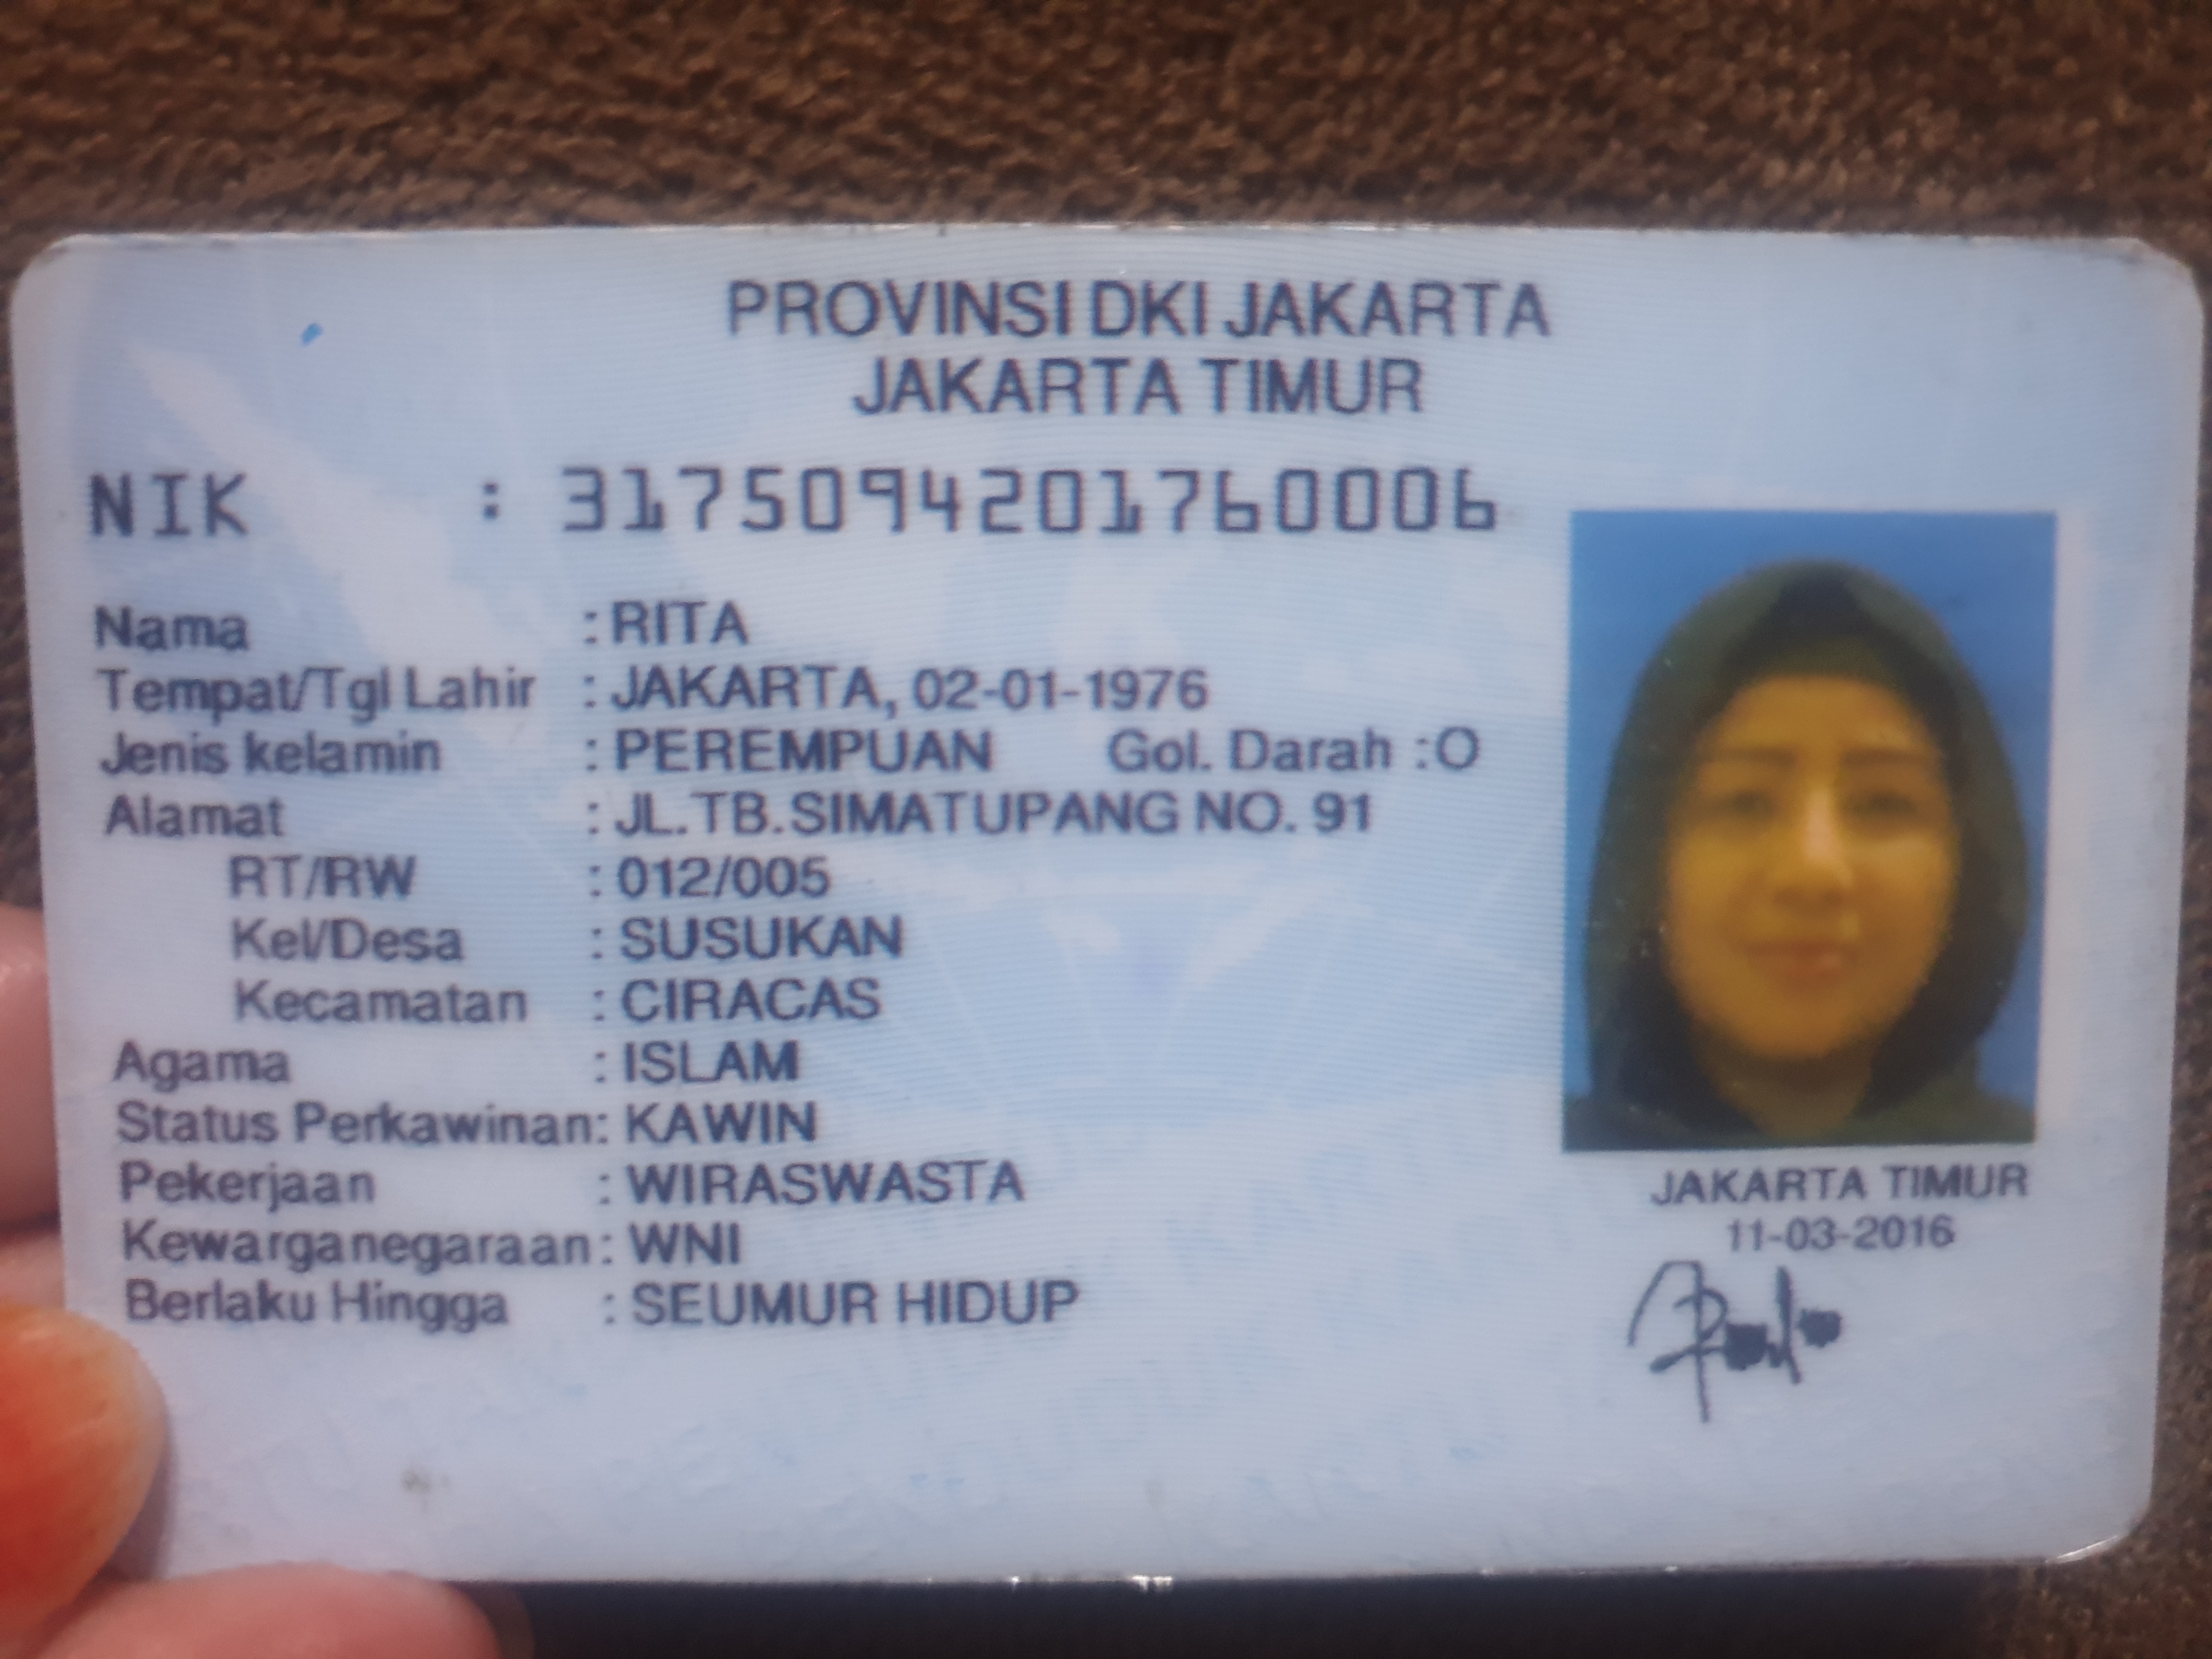 PROVINSI DKI JAKARTA
JAKARTA TIMUR
NIK : 3175094201760006
Nama : RITA
Tempat/Tgl Lahir : JAKARTA, 02-01-1976
Jenis kelamin : PEREMPUAN Gol. Darah :O
Alamat : JL.TB.SIMATUPANG NO. 91
RT/RW : 012/005
Kel/Desa : SUSUKAN
Kecamatan : CIRACAS
Agama : ISLAM
Status Perkawinan: KAWIN
Pekerjaan : WIRASWASTA
Kewarganegaraan: WNI
Berlaku Hingga : SEUMUR HIDUP
JAKARTA TIMUR
11-03-2016